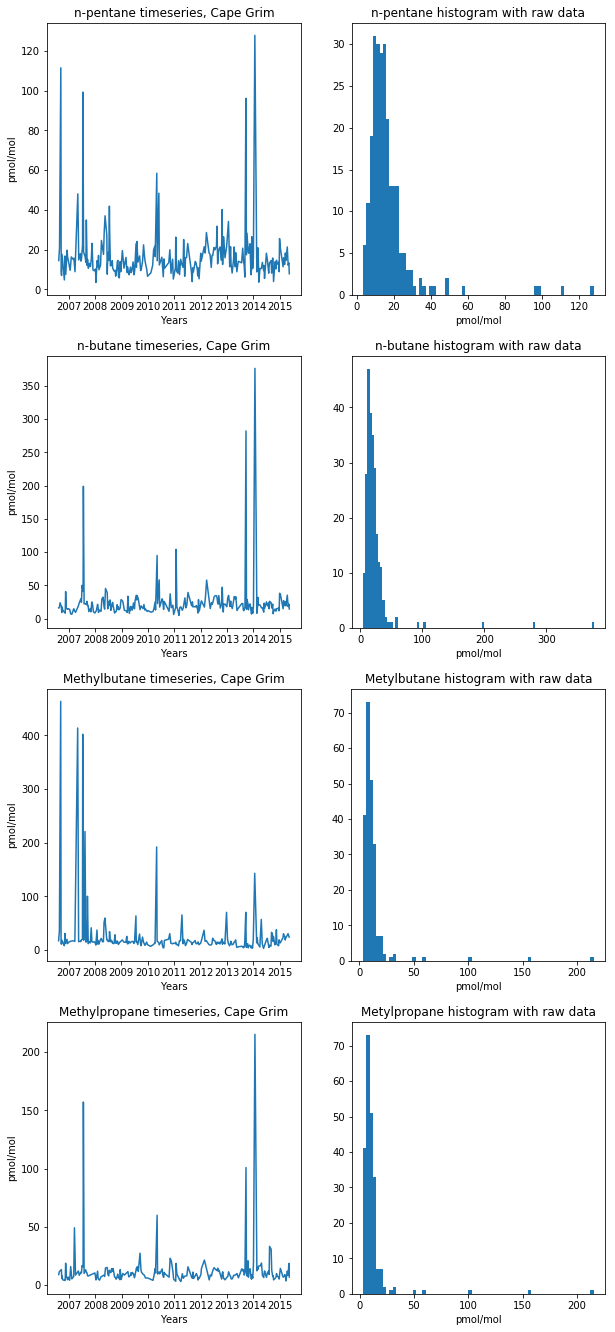 n-pentane timeseries, Cape Grim
n-pentane histogram with raw data
120
100
80
60
40
20
0
pmol/mol
2007 2008 2009 2010 2011 2012 2013 2014 2015
Years
30
25
20
15
10
5
0
0 20 40 60 80 100 120
pmol/mol
n-butane timeseries, Cape Grim
n-butane histogram with raw data
350
300
250
200
150
100
50
0
pmol/mol
2007 2008 2009 2010 2011 2012 2013 2014 2015
Years
40
30
20
10
0
0 100 200 300
pmol/mol
Methylbutane timeseries, Cape Grim
Metylbutane histogram with raw data
400
300
200
100
0
pmol/mol
2007 2008 2009 2010 2011 2012 2013 2014 2015
Years
70
60
50
40
30
20
10
0
0 50 100 150 200
pmol/mol
Methylpropane timeseries, Cape Grim
Metylpropane histogram with raw data
200
150
100
50
0
pmol/mol
2007 2008 2009 2010 2011 2012 2013 2014 2015
Years
70
60
50
40
30
20
10
0
0 50 100 150 200
pmol/mol